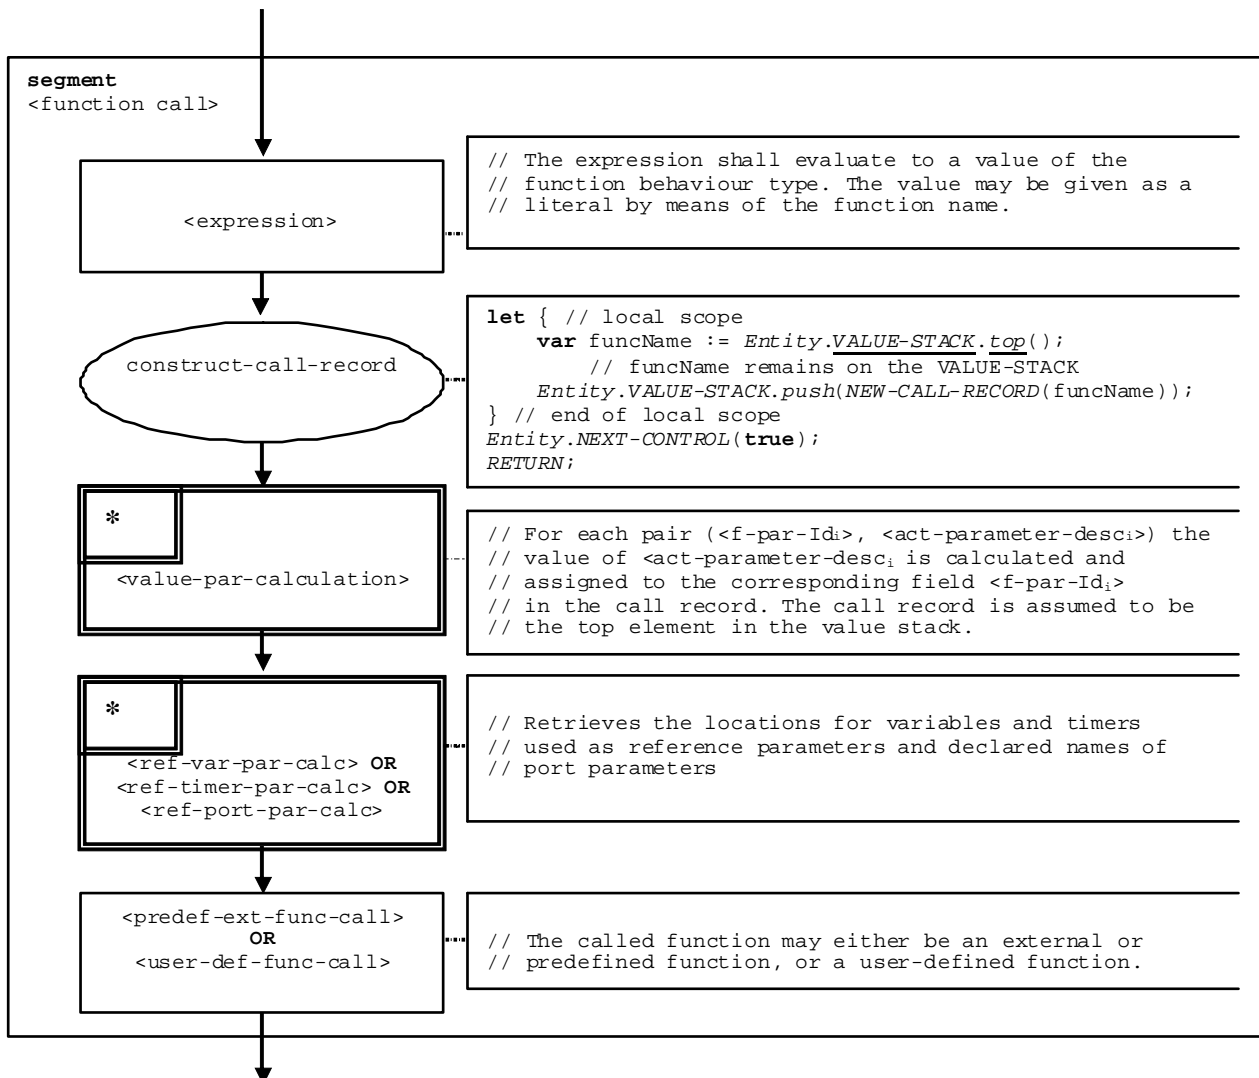 segment
<function call>
<expression>
// The expression shall evaluate to a value of the
// function behaviour type. The value may be given as a
// literal by means of the function name.
construct-call-record
let { // local scope
var funcName := Entity.VALUE-STACK.top();
// funcName remains on the VALUE-STACK
Entity.VALUE-STACK.push(NEW-CALL-RECORD(funcName));
} // end of local scope
Entity.NEXT-CONTROL(true);
RETURN;
*
<value-par-calculation>
// For each pair (<f-par-Idi>, <act-parameter-desci>) the
// value of <act-parameter-desci is calculated and
// assigned to the corresponding field <f-par-Idi>
// in the call record. The call record is assumed to be
// the top element in the value stack.
*
<ref-var-par-calc> OR
<ref-timer-par-calc> OR
<ref-port-par-calc>
// Retrieves the locations for variables and timers
// used as reference parameters and declared names of
// port parameters
<predef-ext-func-call>
OR
<user-def-func-call>
// The called function may either be an external or
// predefined function, or a user-defined function.